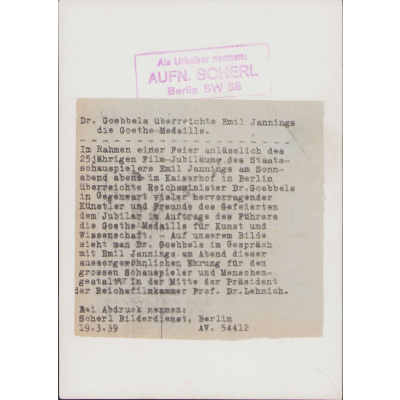 Als Urheber nennen:
AUFN. SCHERL
Berlin SW 68
Dr. Goebbels überreichte Emil Jannings
die Goethe-Medaille.
Im Rahmen einer Feier anlässlich des
25jährigen Film-Jubiläums des Staats-
schauspielers Emil Jannings am Sonn-
abend abend im Kaiserhof in Berlin
überreichte Reichsminister Dr.Goebbels
in Gegenwart vieler hervorragender
Künstler und Freunde des Gefeierten
dem Jubilar im Auftrage des Führers
die Goethe-Medaille für Kunst und
Wissenschaft. - Auf unserem Bilde
sieht man Dr. Goebbels im Gespräch
mit Emil Jannings am Abend dieser
aussergewöhnlichen Ehrung für den
grossen Schauspieler und Menschen-
gestalter In der Mitte der Präsident
der Reichsfilmkammer Prof. Dr.Lehnich.
Bei Abdruck nennen:
Scherl Bilderdienst, Berlin
19.3.39 AV. 54412